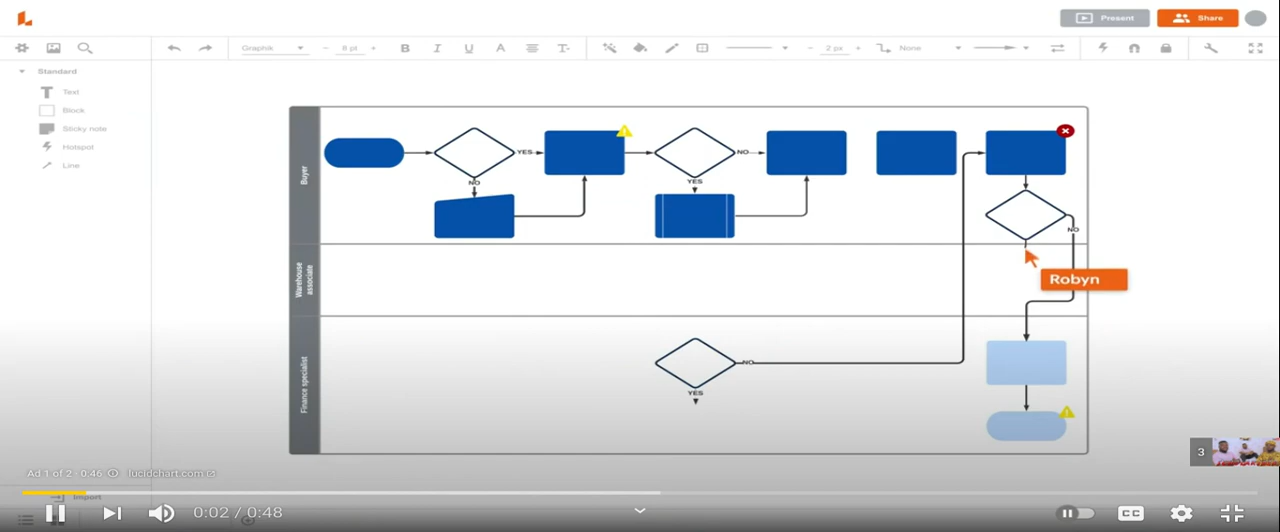 Present
Share
Graphik
8 pt
B I U A T
2 px
None
Standard
T Text
Block
Sticky note
Hotspot
Line
Buyer
YES
NO
NO
YES
NO
Robyn
Warehouse
associate
Finance specialist
NO
YES
3
Ad 1 of 2 · 0:46
lucidchart.com
Import
0:02 / 0:48
CC